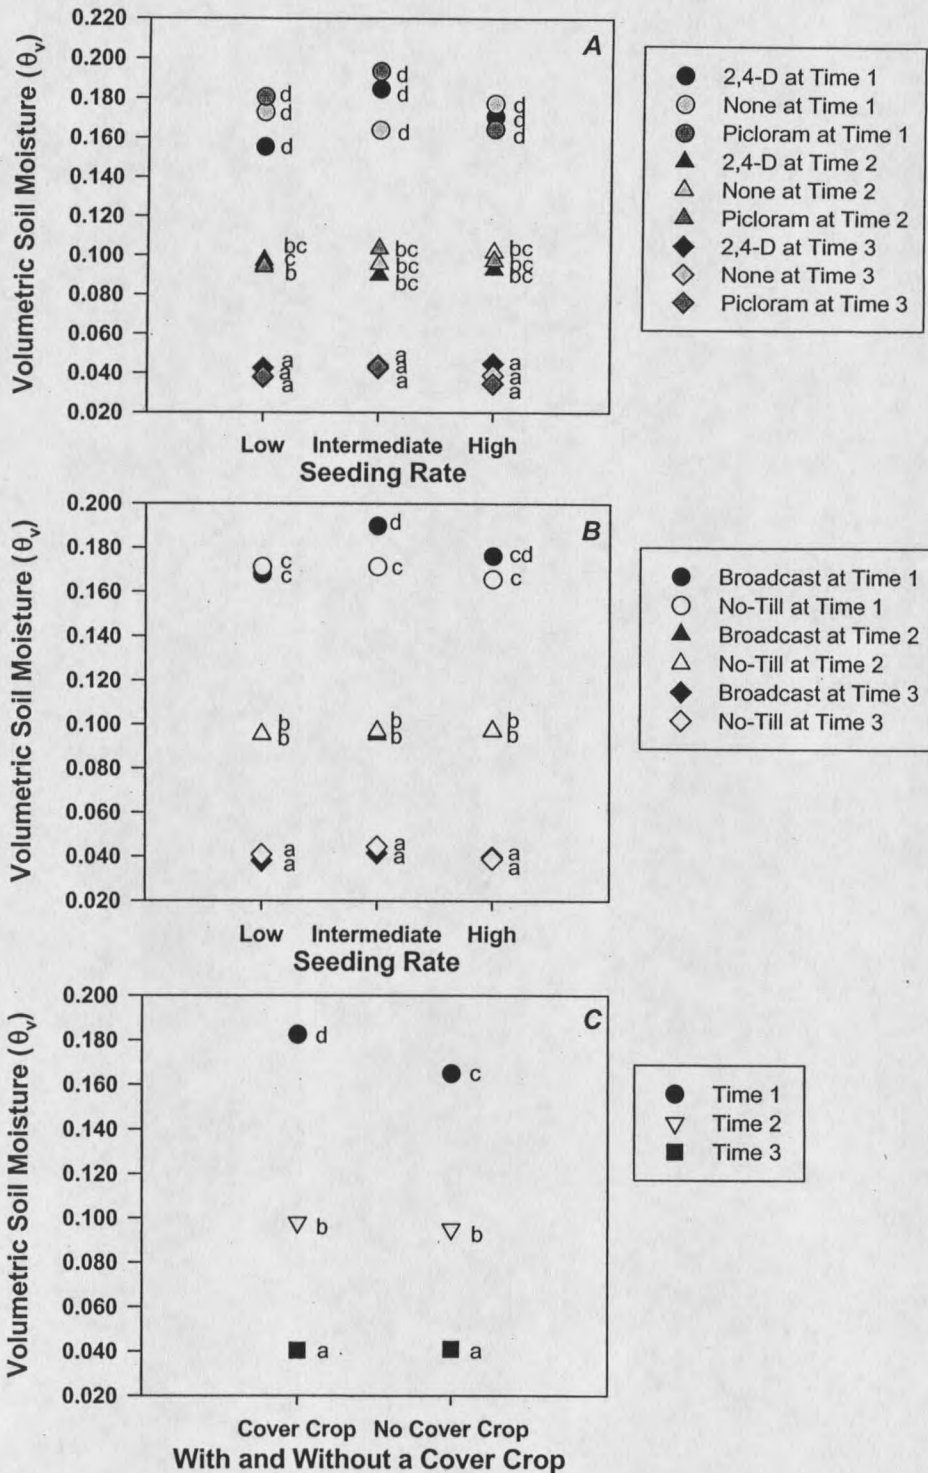 A
Volumetric Soil Moisture (θv)
0.220
0.200
0.180
0.160
0.140
0.120
0.100
0.080
0.060
0.040
0.020
d
d
d
d
d
d
d
d
d
bc
c
b
bc
bc
bc
bc
bc
bc
a
a
a
a
a
a
a
a
a
Low Intermediate High
Seeding Rate
2,4-D at Time 1
None at Time 1
Picloram at Time 1
2,4-D at Time 2
None at Time 2
Picloram at Time 2
2,4-D at Time 3
None at Time 3
Picloram at Time 3
B
Volumetric Soil Moisture (θv)
0.200
0.180
0.160
0.140
0.120
0.100
0.080
0.060
0.040
0.020
c
c
d
c
cd
c
b
b
b
b
b
b
a
a
a
a
a
a
Low Intermediate High
Seeding Rate
Broadcast at Time 1
No-Till at Time 1
Broadcast at Time 2
No-Till at Time 2
Broadcast at Time 3
No-Till at Time 3
C
Volumetric Soil Moisture (θv)
0.200
0.180
0.160
0.140
0.120
0.100
0.080
0.060
0.040
0.020
d
c
b
b
a
a
Cover Crop No Cover Crop
With and Without a Cover Crop
Time 1
Time 2
Time 3